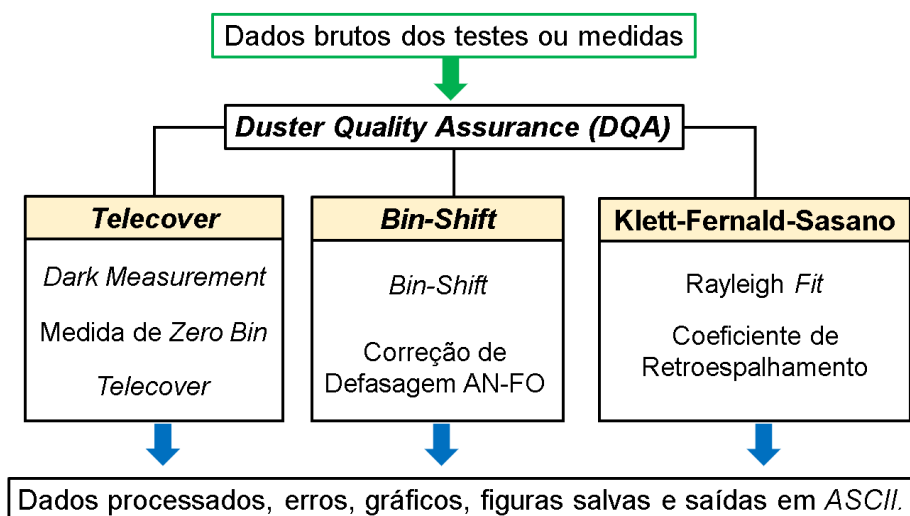 Dados brutos dos testes ou medidas
Duster Quality Assurance (DQA)
Telecover
Dark Measurement
Medida de Zero Bin
Telecover
Bin-Shift
Bin-Shift
Correção de
Defasagem AN-FO
Klett-Fernald-Sasano
Rayleigh Fit
Coeficiente de
Retroespalhamento
Dados processados, erros, gráficos, figuras salvas e saídas em ASCII.